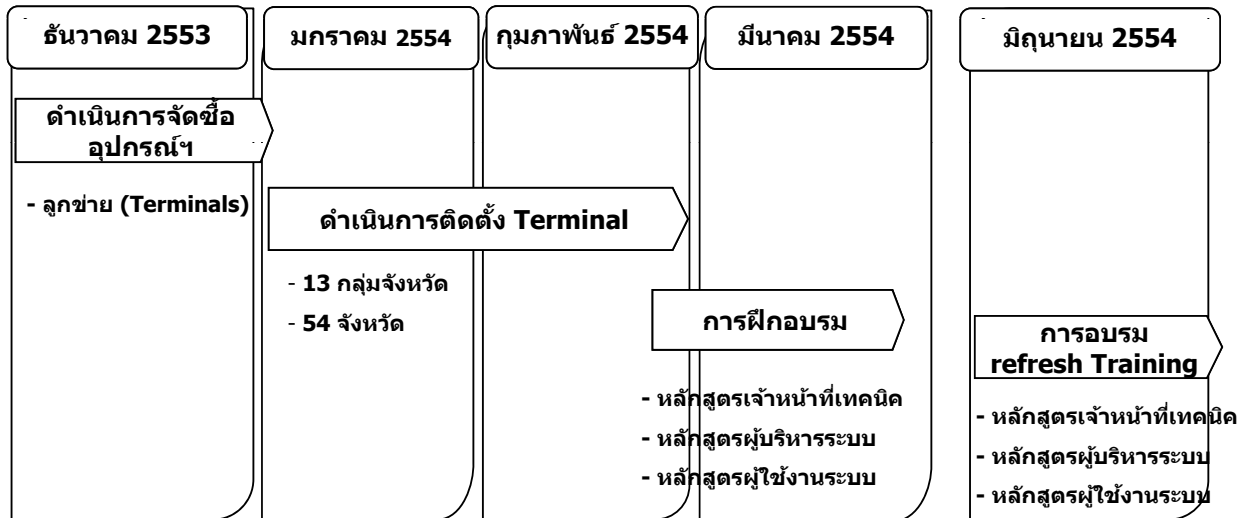 ธันวาคม 2553
มกราคม 2554
กุมภาพันธ์ 2554
มีนาคม 2554
มิถุนายน 2554
ดำเนินการจัดซื้อ
อุปกรณ์ฯ
- ลูกข่าย (Terminals)
ดำเนินการติดตั้ง Terminal
- 13 กลุ่มจังหวัด
- 54 จังหวัด
การฝึกอบรม
- หลักสูตรเจ้าหน้าที่เทคนิค
- หลักสูตรผู้บริหารระบบ
- หลักสูตรผู้ใช้งานระบบ
การอบรม
refresh Training
- หลักสูตรเจ้าหน้าที่เทคนิค
- หลักสูตรผู้บริหารระบบ
- หลักสูตรผู้ใช้งานระบบ